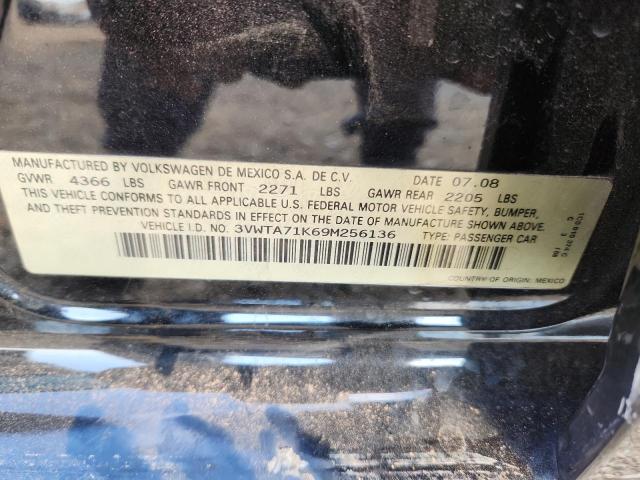 MANUFACTURED BY VOLKSWAGEN DE MEXICO S.A. DE C.V. DATE 07.08
GVWR 4366 LBS GAWR FRONT 2271 LBS GAWR REAR 2205 LBS
THIS VEHICLE CONFORMS TO ALL APPLICABLE U.S. FEDERAL MOTOR VEHICLE SAFETY, BUMPER,
AND THEFT PREVENTION STANDARDS IN EFFECT ON THE DATE OF MANUFACTURE SHOWN ABOVE.
VEHICLE I.D. NO. 3VWTA71K69M256136 TYPE: PASSENGER CAR
COUNTRY OF ORIGIN: MEXICO